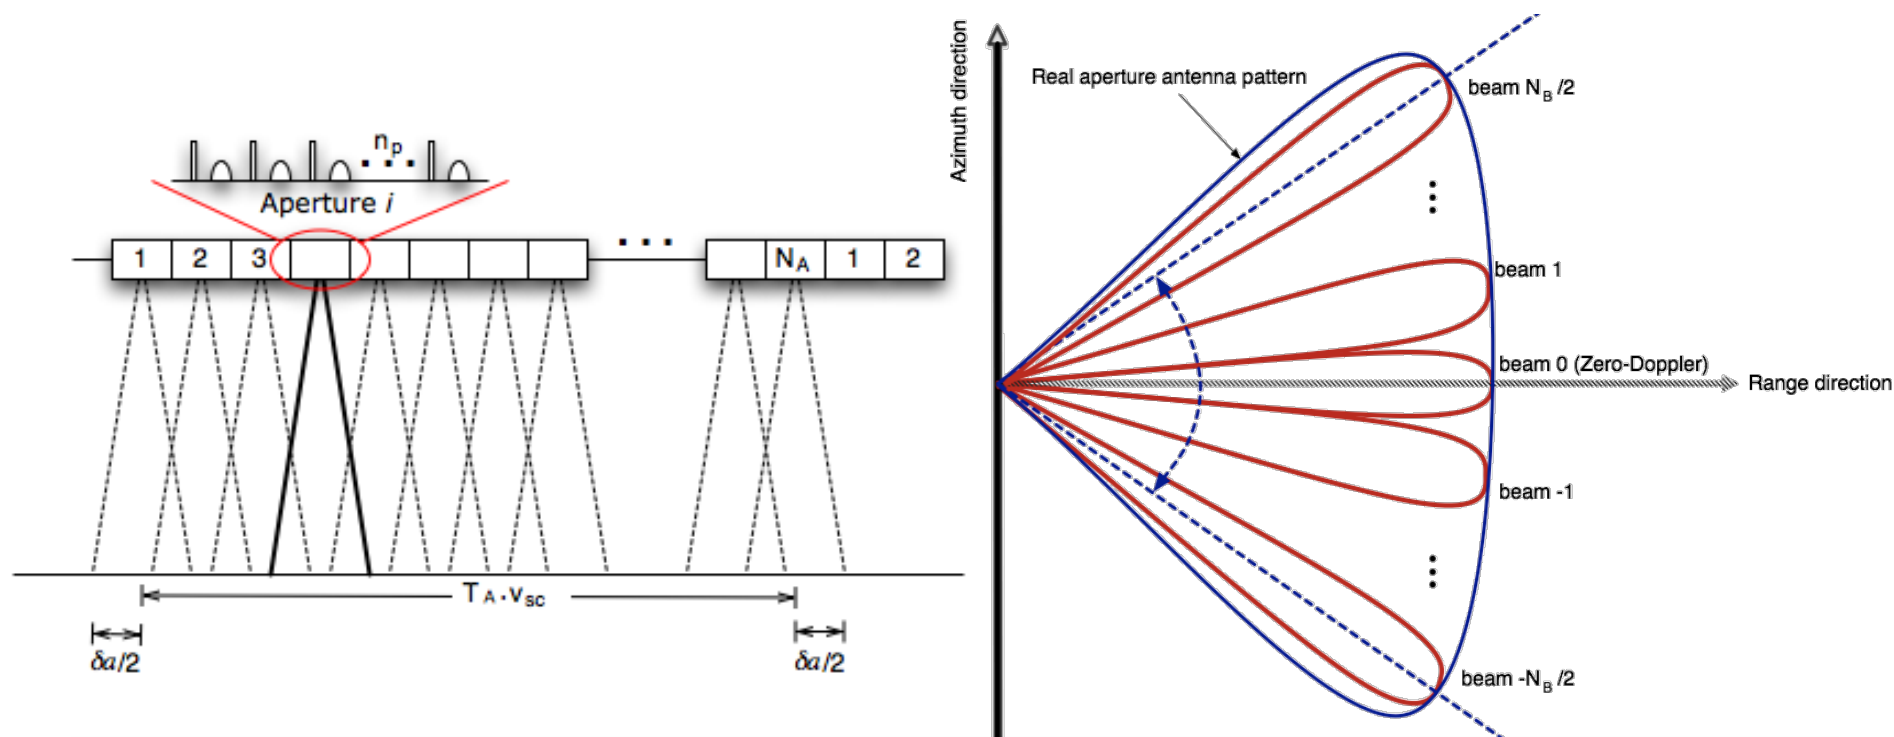 n_p
Aperture i
1 2 3 N_A 1 2
T_A.v_sc
δa/2 δa/2
Azimuth direction
Real aperture antenna pattern
beam N_B/2
beam 1
beam 0 (Zero-Doppler)
Range direction
beam -1
beam -N_B/2